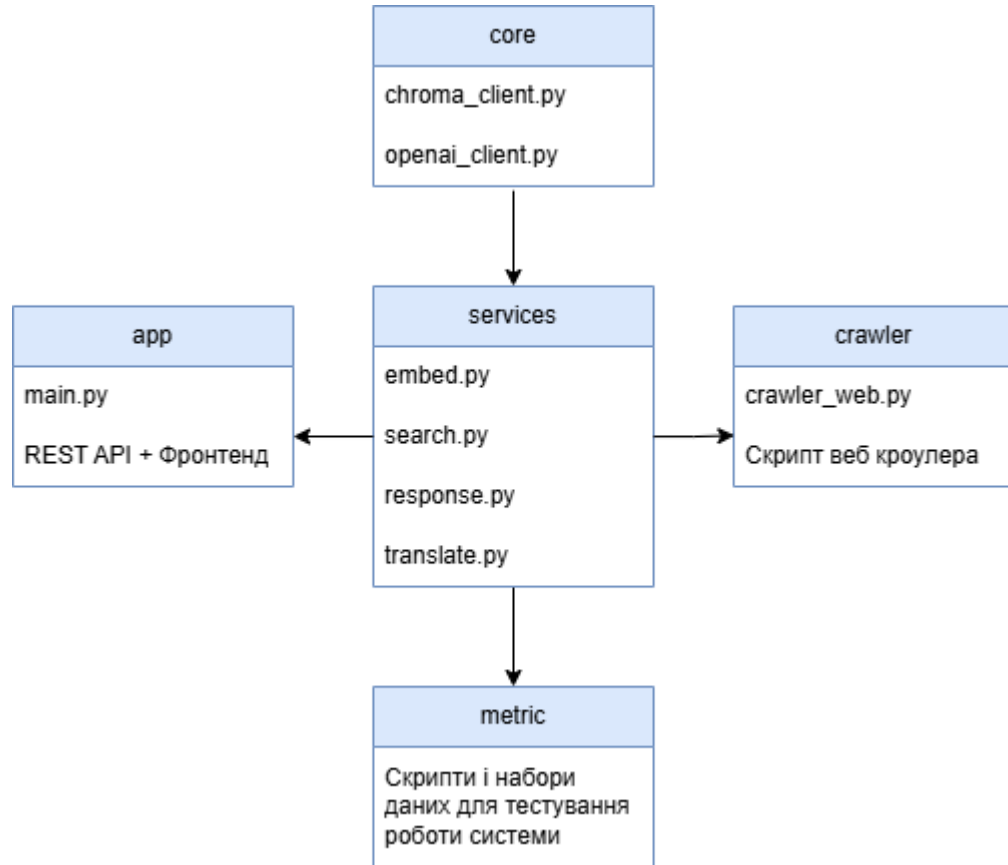 core
chroma_client.py
openai_client.py
services
embed.py
search.py
response.py
translate.py
app
main.py
REST API + Фронтенд
crawler
crawler_web.py
Скрипт веб кроулера
metric
Скрипти і набори
даних для тестування
роботи системи